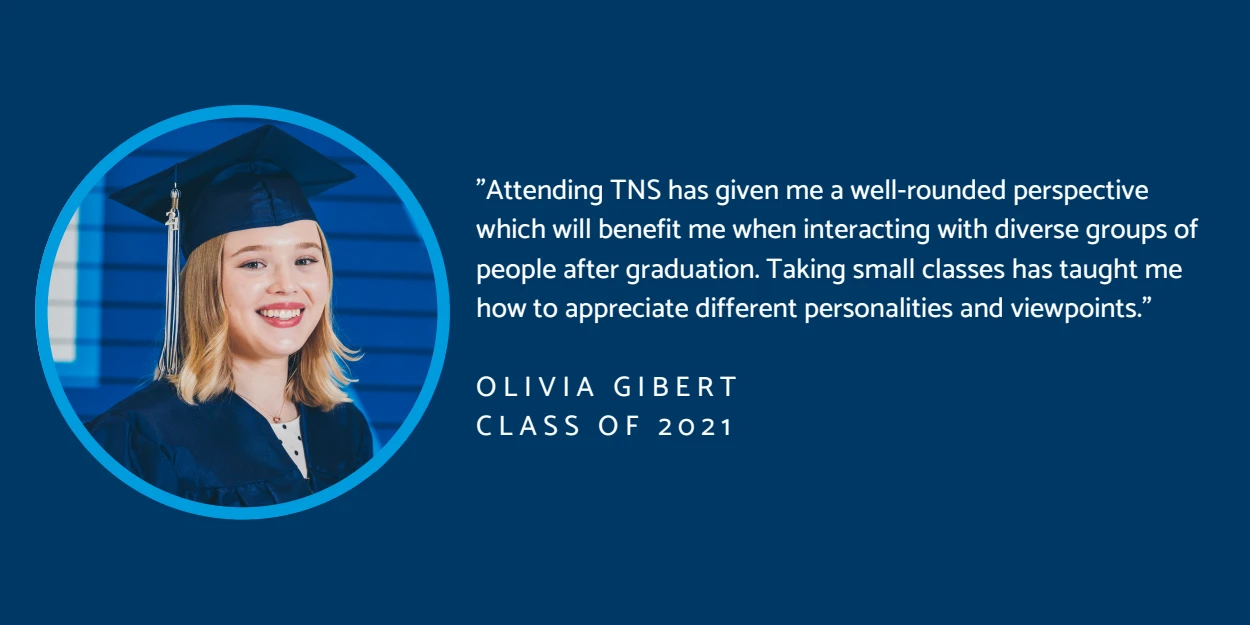 ”Attending TNS has given me a well-rounded perspective
which will benefit me when interacting with diverse groups of
people after graduation. Taking small classes has taught me
how to appreciate different personalities and viewpoints.”
OLIVIA GIBERT
CLASS OF 2021